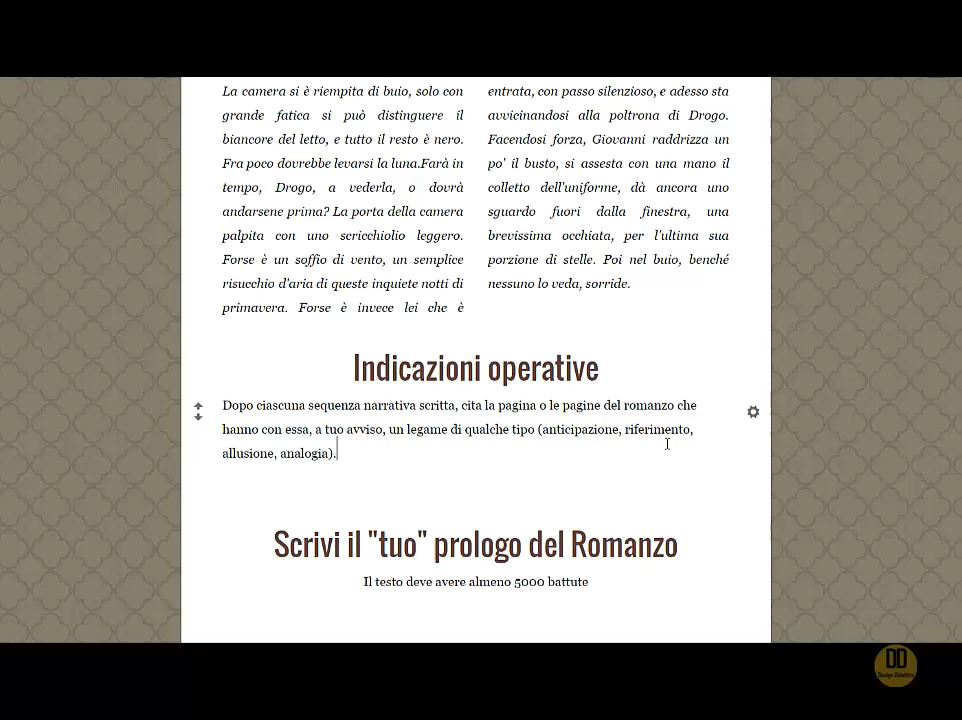 La camera si è riempita di buio, solo con
grande fatica si può distinguere il
biancore del letto, e tutto il resto è nero.
Fra poco dovrebbe levarsi la luna.Farà in
tempo, Drogo, a vederla, o dovrà
andarsene prima? La porta della camera
palpita con uno scricchiolio leggero.
Forse è un soffio di vento, un semplice
risucchio d'aria di queste inquiete notti di
primavera. Forse è invece lei che è
entrata, con passo silenzioso, e adesso sta
avvicinandosi alla poltrona di Drogo.
Facendosi forza, Giovanni raddrizza un
po' il busto, si assesta con una mano il
colletto dell'uniforme, dà ancora uno
sguardo fuori dalla finestra, una
brevissima occhiata, per l'ultima sua
porzione di stelle. Poi nel buio, benché
nessuno lo veda, sorride.
Indicazioni operative
Dopo ciascuna sequenza narrativa scritta, cita la pagina o le pagine del romanzo che
hanno con essa, a tuo avviso, un legame di qualche tipo (anticipazione, riferimento,
allusione, analogia).
Scrivi il "tuo" prologo del Romanzo
Il testo deve avere almeno 5000 battute